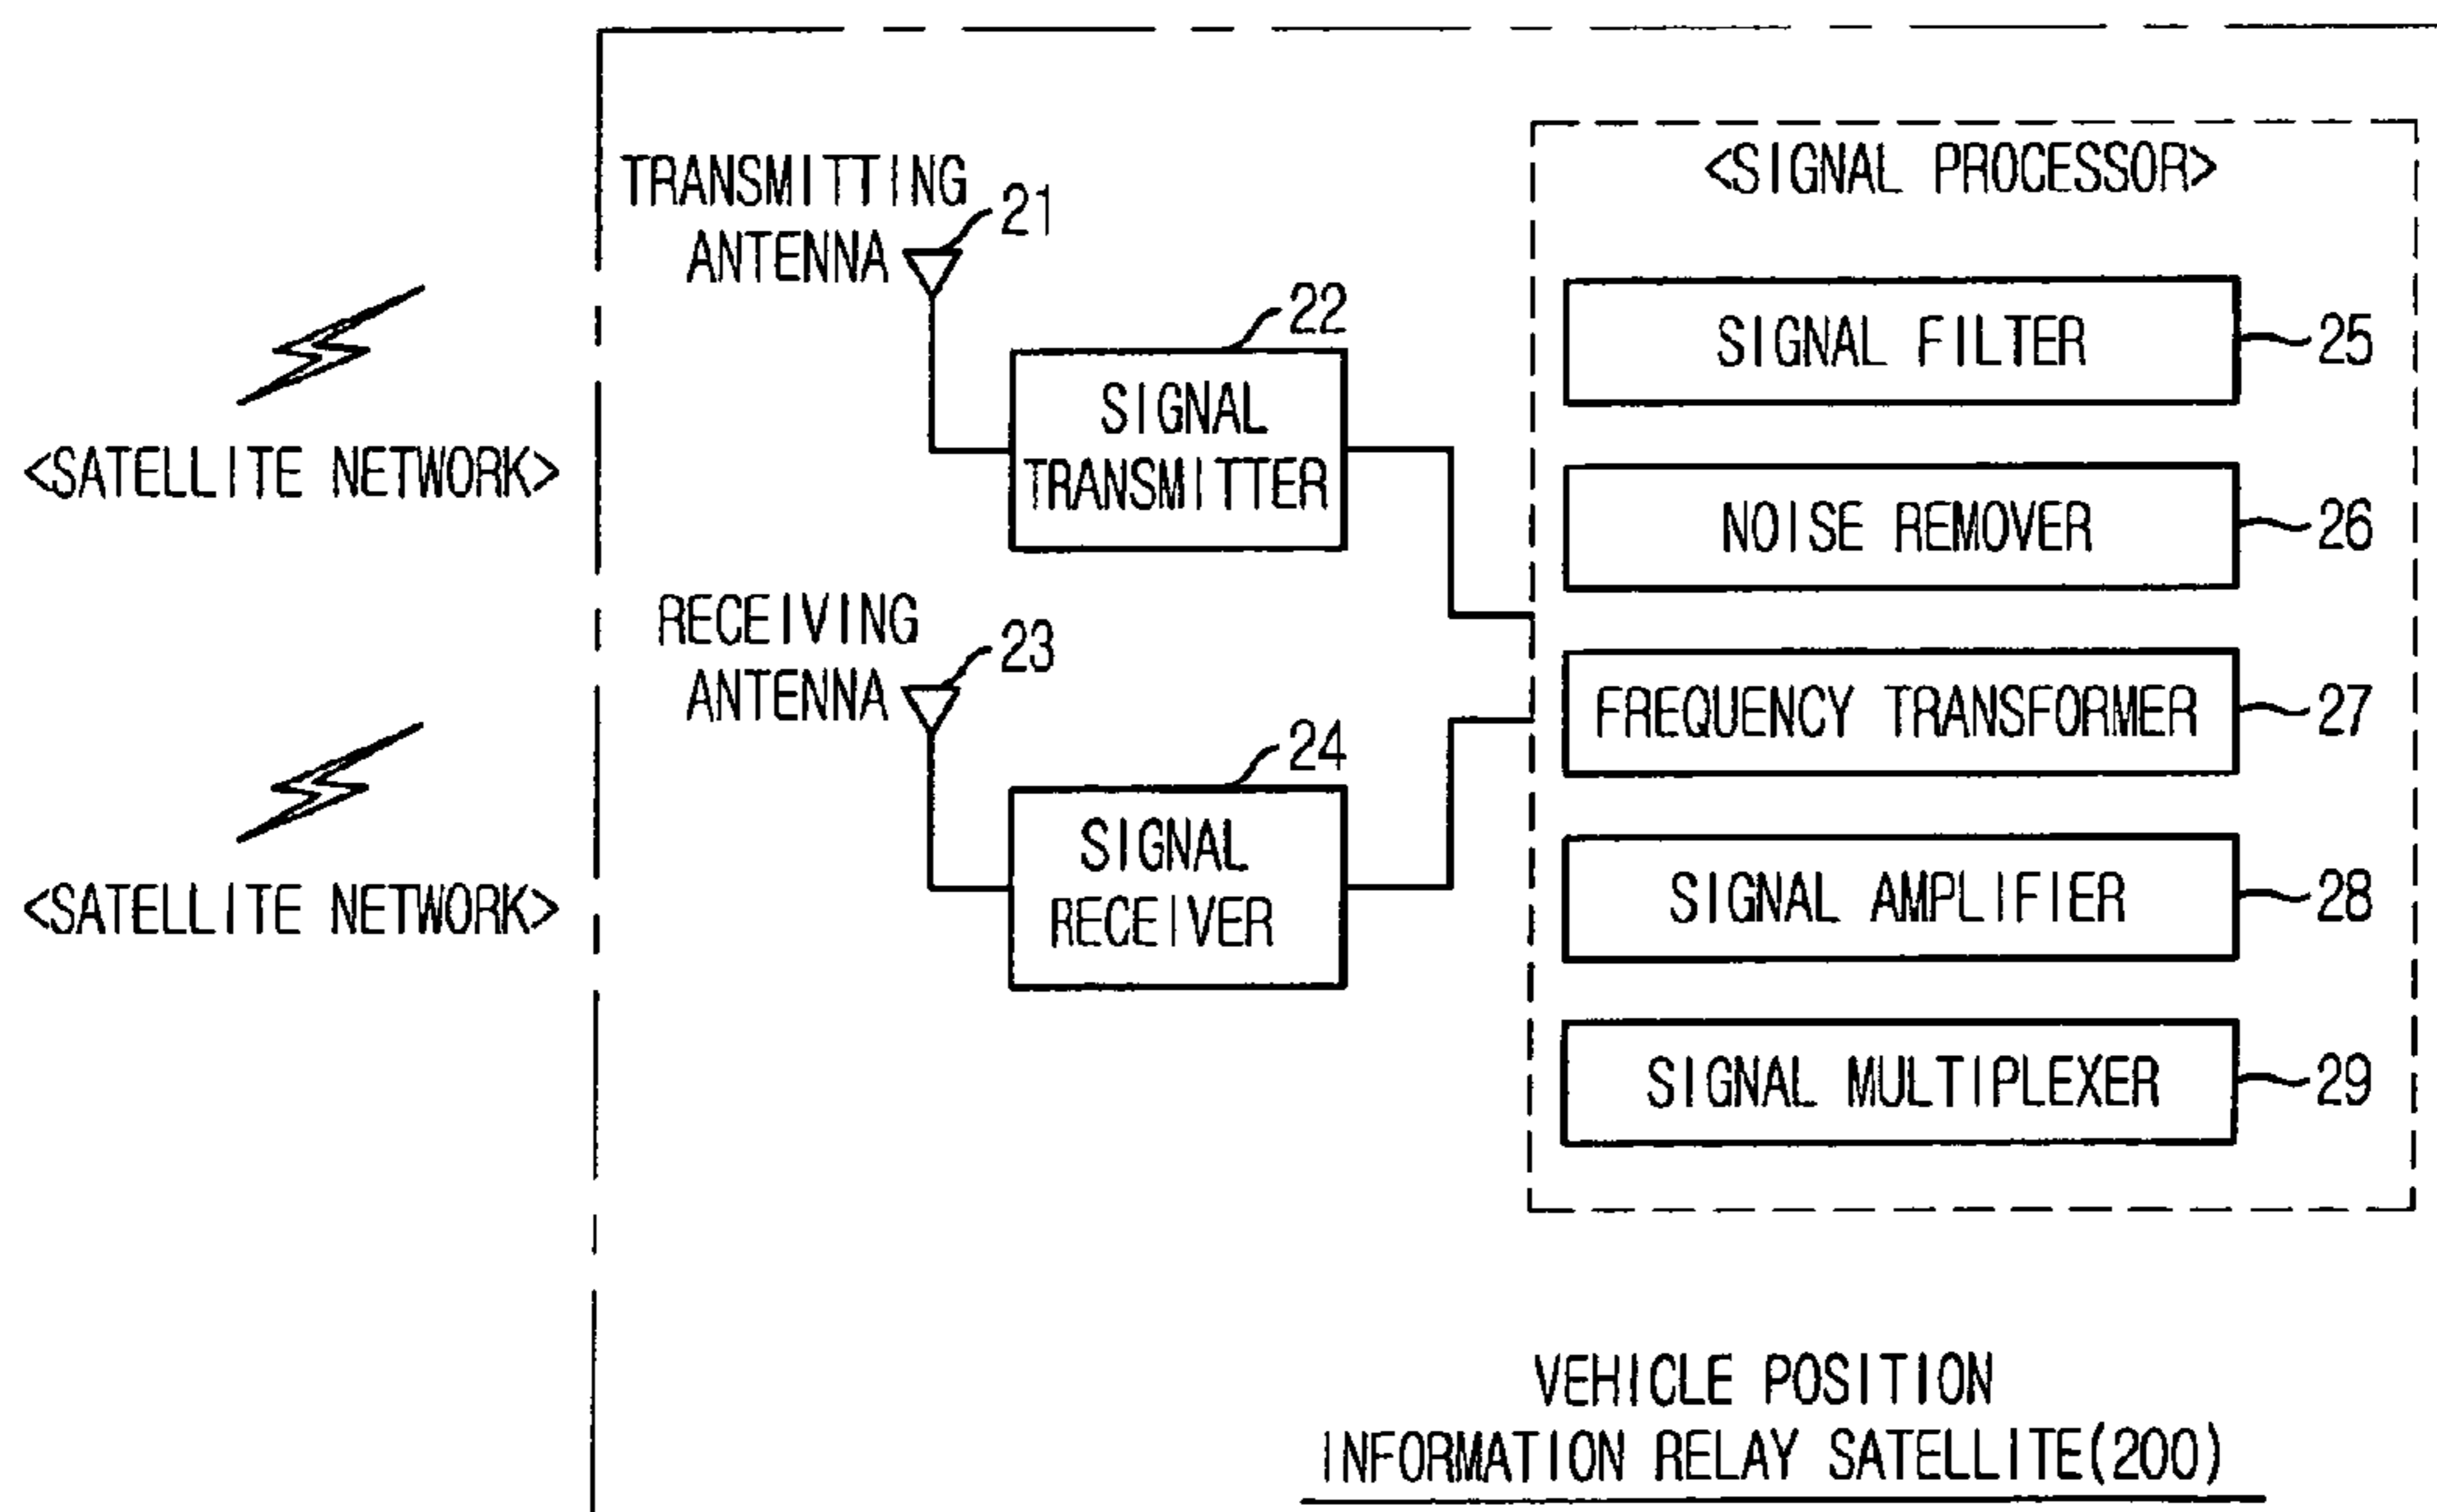 <SATELLITE NETWORK>
<SATELLITE NETWORK>
TRANSMITTING
ANTENNA
21
22
SIGNAL
TRANSMITTER
RECEIVING
ANTENNA
23
24
SIGNAL
RECEIVER
<SIGNAL PROCESSOR>
SIGNAL FILTER 25
NOISE REMOVER 26
FREQUENCY TRANSFORMER 27
SIGNAL AMPLIFIER 28
SIGNAL MULTIPLEXER 29
VEHICLE POSITION
INFORMATION RELAY SATELLITE(200)